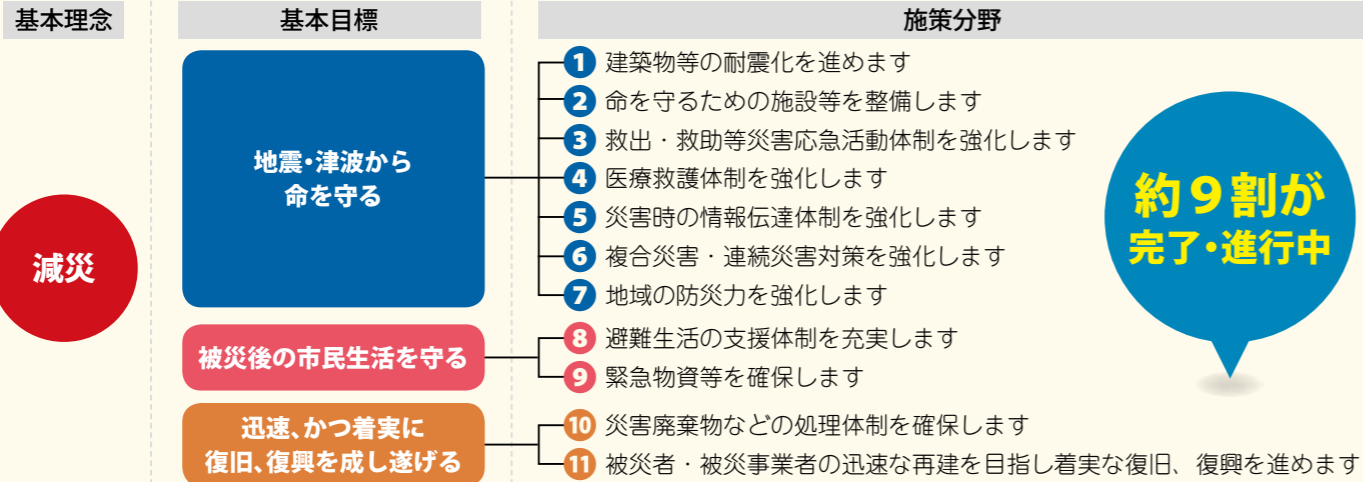 基本理念
基本目標
施策分野
減災
地震・津波から
命を守る
1 建築物等の耐震化を進めます
2 命を守るための施設等を整備します
3 救出・救助等災害応急活動体制を強化します
4 医療救護体制を強化します
5 災害時の情報伝達体制を強化します
6 複合災害・連続災害対策を強化します
7 地域の防災力を強化します
約9割が
完了・進行中
被災後の市民生活を守る
8 避難生活の支援体制を充実します
9 緊急物資等を確保します
迅速、かつ着実に
復旧、復興を成し遂げる
10 災害廃棄物などの処理体制を確保します
11 被災者・被災事業者の迅速な再建を目指し着実な復旧、復興を進めます